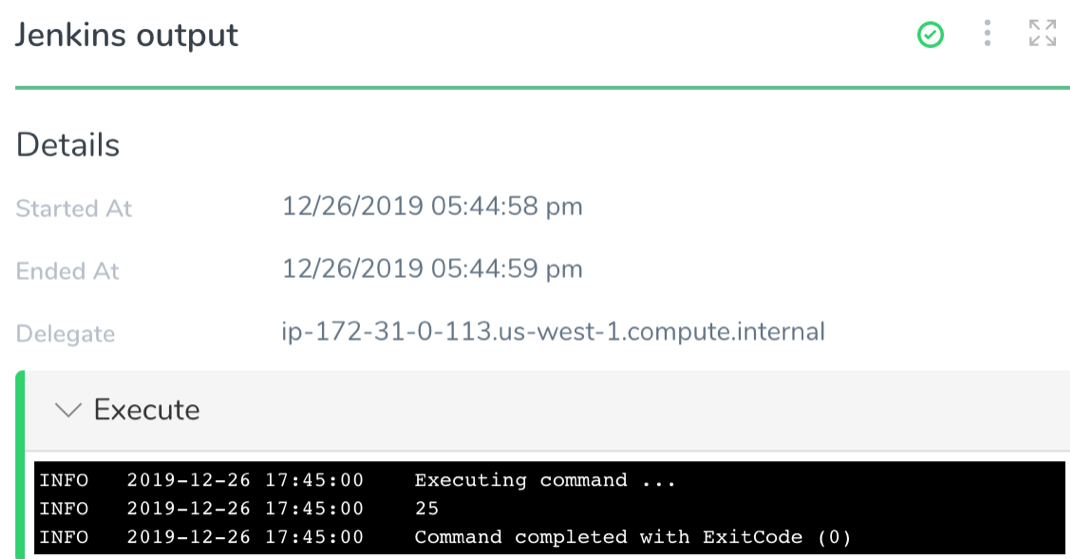 Jenkins output
Details
Started At 12/26/2019 05:44:58 pm
Ended At 12/26/2019 05:44:59 pm
Delegate ip-172-31-0-113.us-west-1.compute.internal
Execute
INFO 2019-12-26 17:45:00 Executing command ...
INFO 2019-12-26 17:45:00 25
INFO 2019-12-26 17:45:00 Command completed with ExitCode (0)